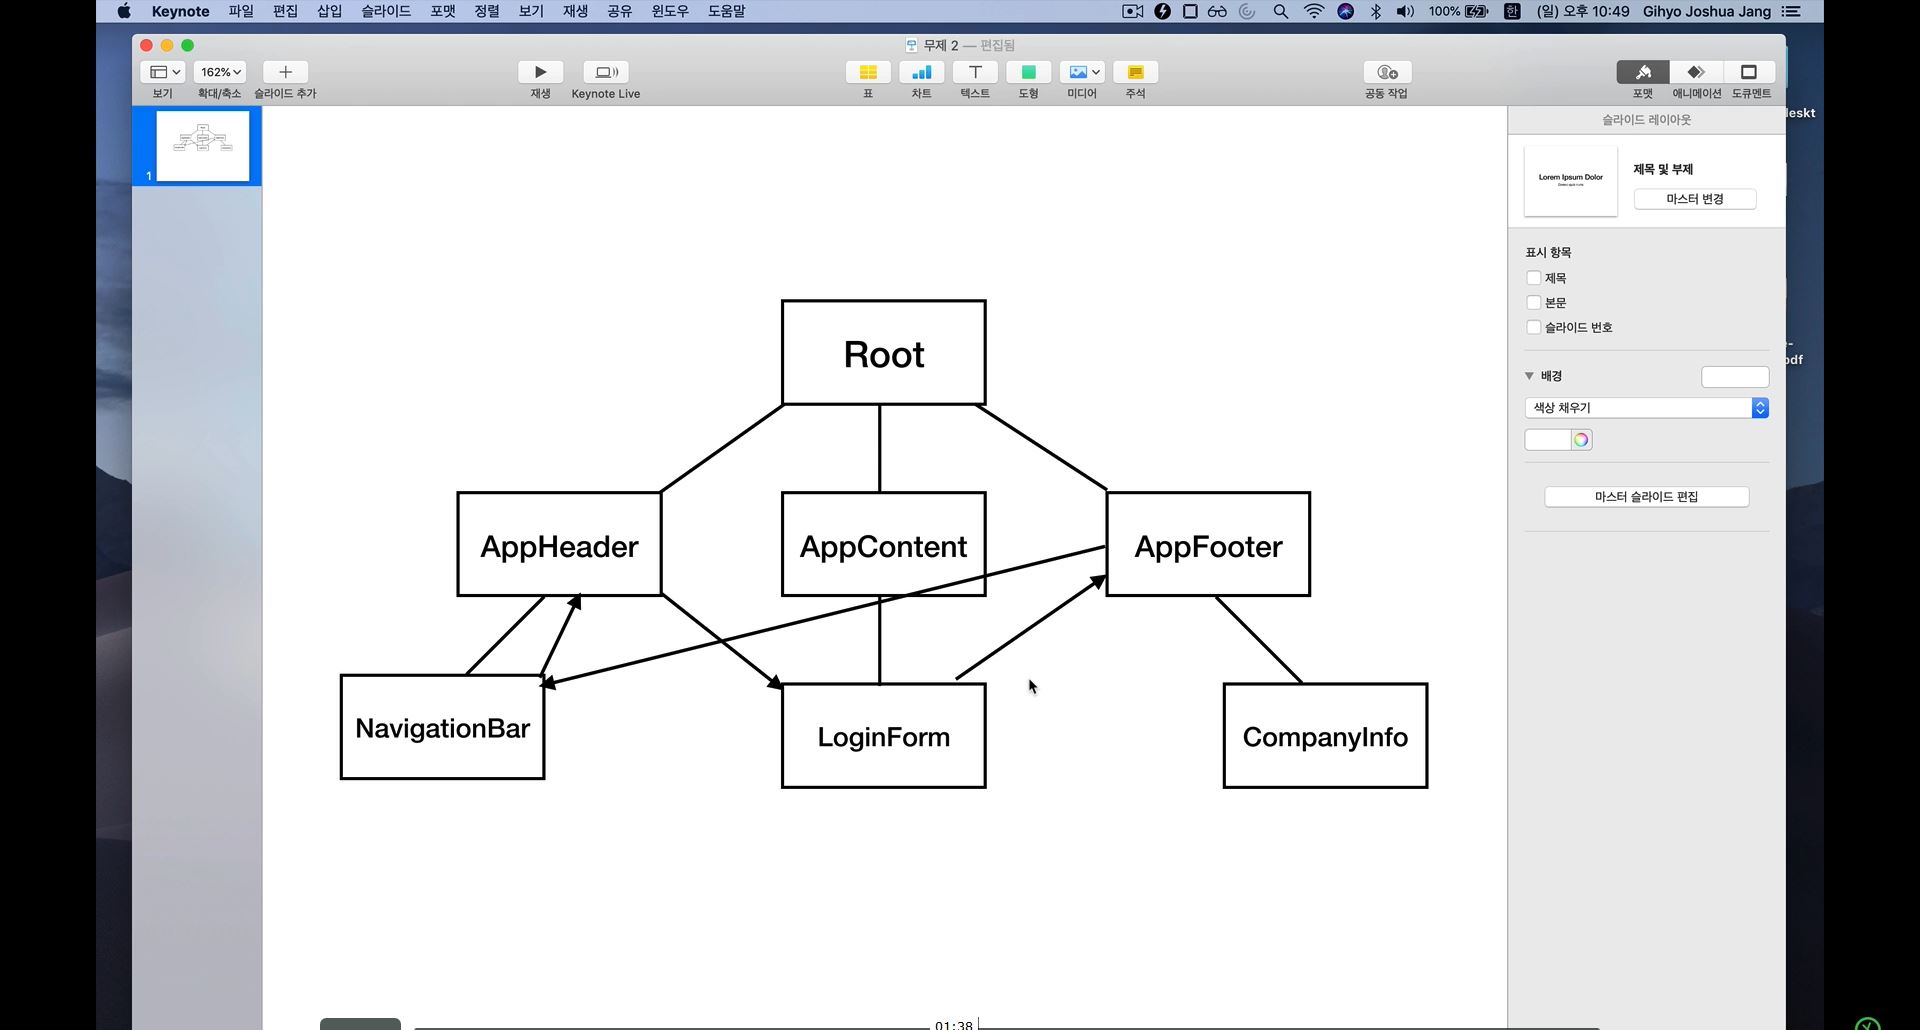 Keynote 파일 편집 삽입 슬라이드 포맷 정렬 보기 재생 공유 윈도우 도움말 100% 한 (일) 오후 10:49 Gihyo Joshua Jang
무제 2 — 편집됨
162%
보기 확대/축소 슬라이드 추가 재생 Keynote Live 표 차트 텍스트 도형 미디어 주석 공동 작업 포맷 애니메이션 도큐멘트
1
슬라이드 레이아웃
Lorem Ipsum Dolor
제목 및 부제
마스터 변경
표시 항목
제목
본문
슬라이드 번호
배경
색상 채우기
마스터 슬라이드 편집
Root
AppHeader AppContent AppFooter
NavigationBar LoginForm CompanyInfo
01:38